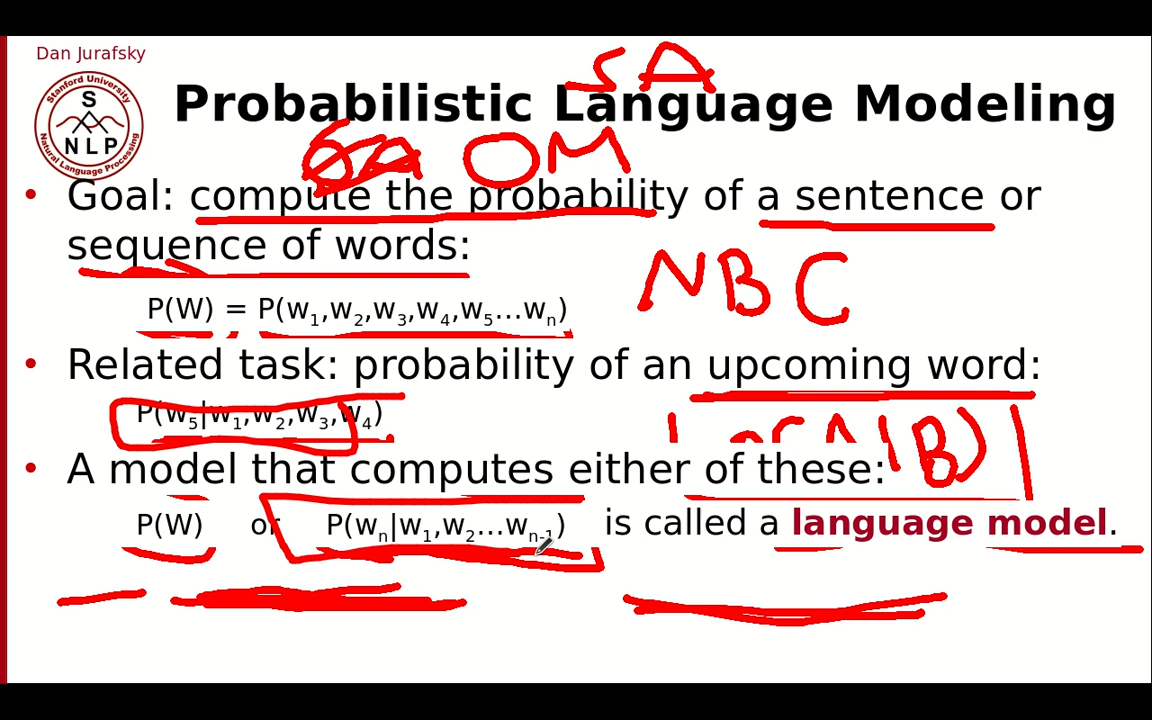 Dan Jurafsky
Stanford University
S
NLP
Natural Language Processing
SA
Probabilistic Language Modeling
OM
• Goal: compute the probability of a sentence or
sequence of words:
NBC
P(W) = P(w₁,w₂,w₃,w₄,w₅…wₙ)
• Related task: probability of an upcoming word:
P(w₅|w₁,w₂,w₃,w₄)
(B)
• A model that computes either of these:
P(W) or P(wₙ|w₁,w₂…wₙ₋₁) is called a language model.